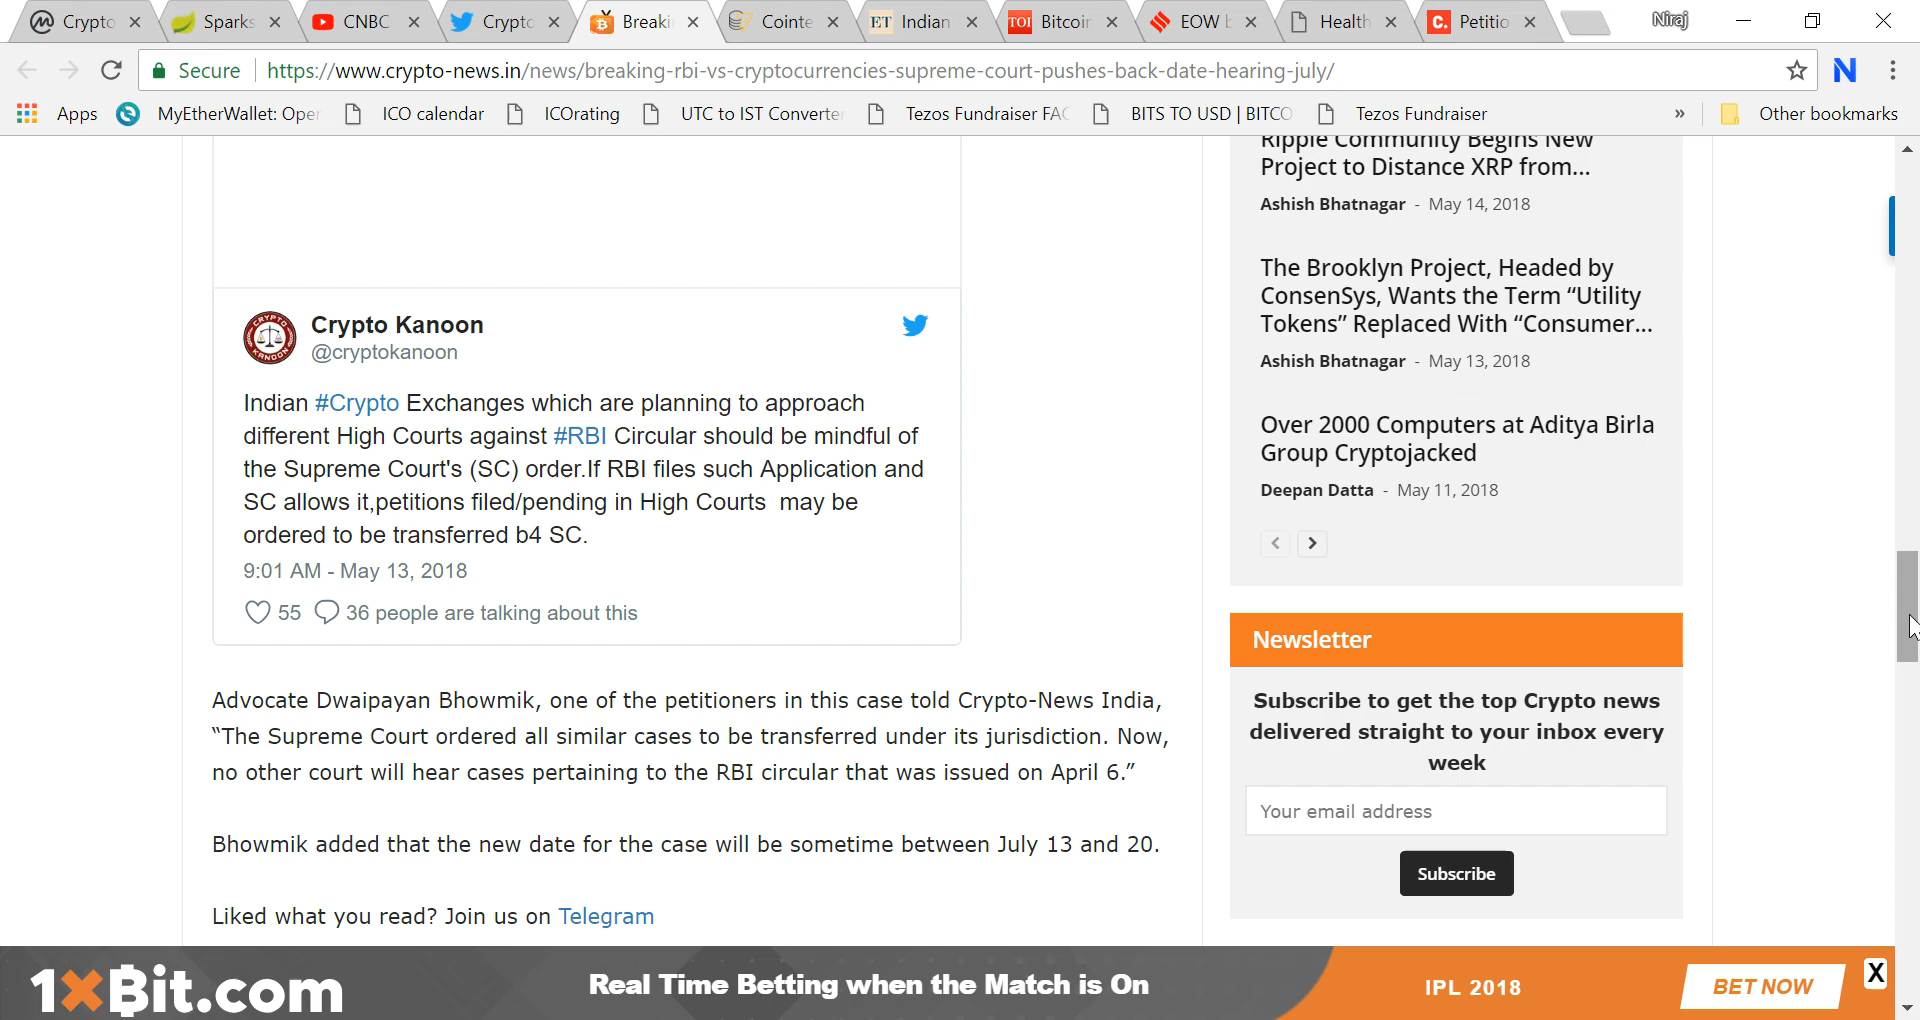 Crypto
Sparks
CNBC
Crypto
Breaki
Cointe
ET Indian
TOI Bitcoin
EOW b
Health
C. Petitio
Niraj
Secure https://www.crypto-news.in/news/breaking-rbi-vs-cryptocurrencies-supreme-court-pushes-back-date-hearing-july/
N
Apps MyEtherWallet: Oper ICO calendar ICOrating UTC to IST Converter Tezos Fundraiser FAQ BITS TO USD | BITCO Tezos Fundraiser » Other bookmarks
Crypto Kanoon
@cryptokanoon
Indian #Crypto Exchanges which are planning to approach
different High Courts against #RBI Circular should be mindful of
the Supreme Court's (SC) order.If RBI files such Application and
SC allows it,petitions filed/pending in High Courts may be
ordered to be transferred b4 SC.
9:01 AM - May 13, 2018
55 36 people are talking about this
Advocate Dwaipayan Bhowmik, one of the petitioners in this case told Crypto-News India,
“The Supreme Court ordered all similar cases to be transferred under its jurisdiction. Now,
no other court will hear cases pertaining to the RBI circular that was issued on April 6.”
Bhowmik added that the new date for the case will be sometime between July 13 and 20.
Liked what you read? Join us on Telegram
Ripple Community Begins New
Project to Distance XRP from...
Ashish Bhatnagar - May 14, 2018
The Brooklyn Project, Headed by
ConsenSys, Wants the Term “Utility
Tokens” Replaced With “Consumer...
Ashish Bhatnagar - May 13, 2018
Over 2000 Computers at Aditya Birla
Group Cryptojacked
Deepan Datta - May 11, 2018
Newsletter
Subscribe to get the top Crypto news
delivered straight to your inbox every
week
Your email address
Subscribe
1xBit.com Real Time Betting when the Match is On IPL 2018 BET NOW X